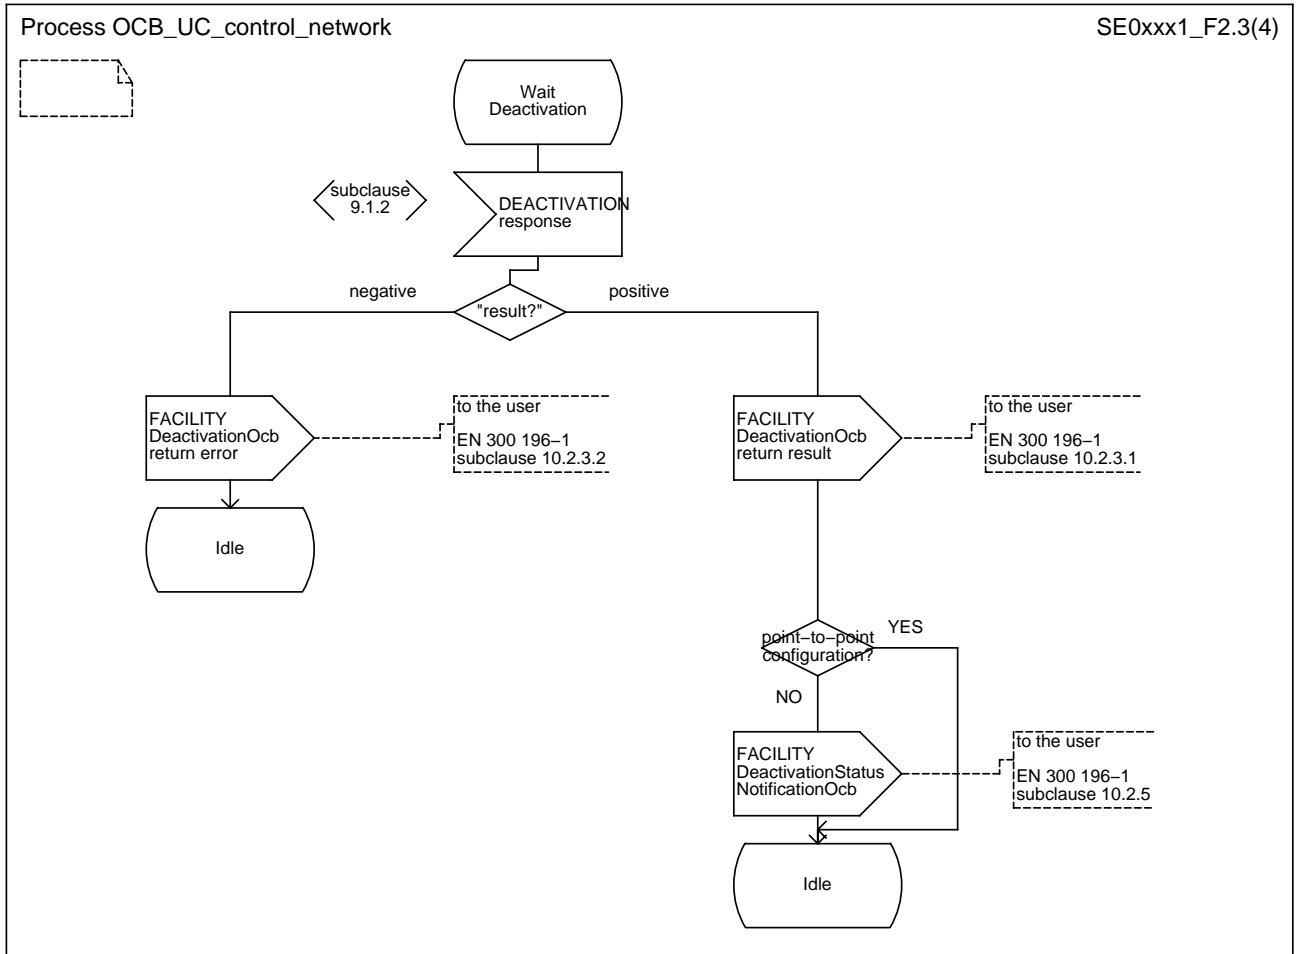 Process OCB_UC_control_network
SE0xxx1_F2.3(4)
Wait
Deactivation
subclause
9.1.2
DEACTIVATION
response
negative
"result?"
positive
FACILITY
DeactivationOcb
return error
to the user
EN 300 196–1
subclause 10.2.3.2
FACILITY
DeactivationOcb
return result
to the user
EN 300 196–1
subclause 10.2.3.1
Idle
point–to–point
configuration?
YES
NO
FACILITY
DeactivationStatus
NotificationOcb
to the user
EN 300 196–1
subclause 10.2.5
Idle